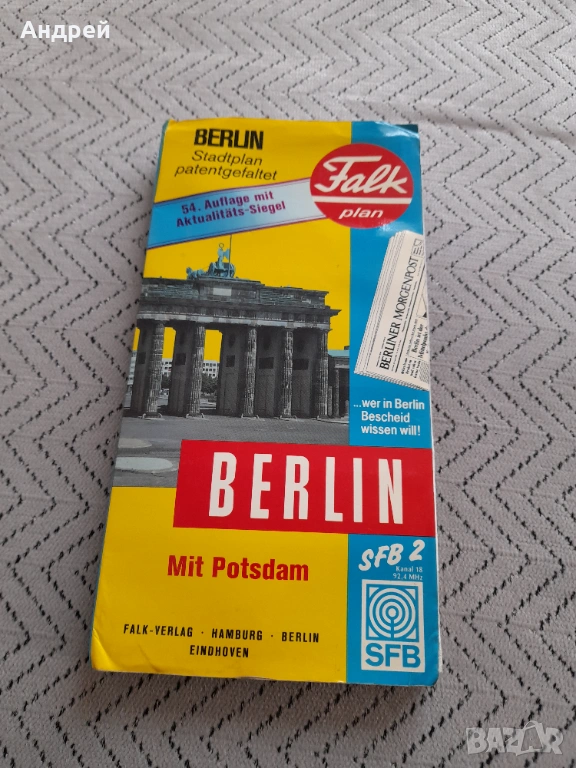 Андрей
BERLIN
Stadtplan
patentgefaltet
54. Auflage mit
Aktualitäts-Siegel
Falk
plan
BERLINER MORGENPOST
...wer in Berlin
Bescheid
wissen will!
BERLIN
Mit Potsdam
SFB 2
Kanal 18
92,4 MHz
SFB
FALK-VERLAG · HAMBURG · BERLIN
EINDHOVEN
BAZAR